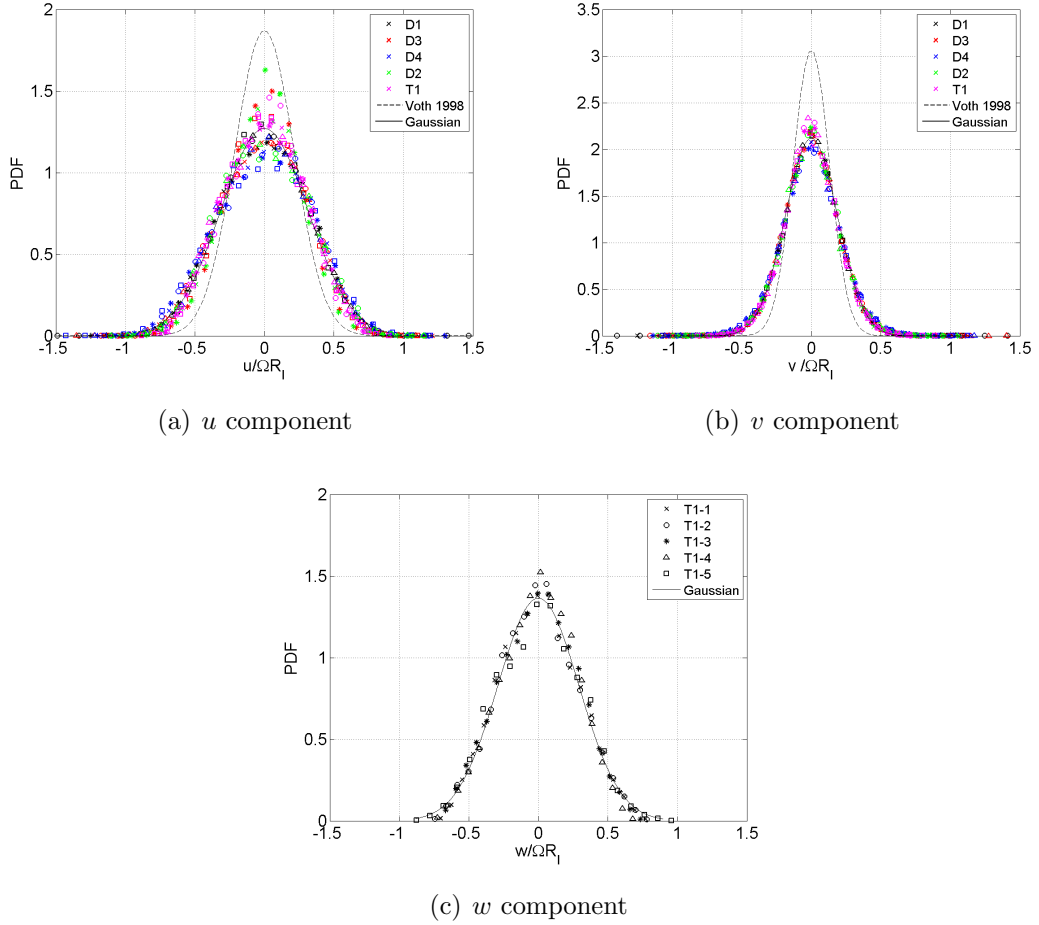 2
1.5
1
0.5
0
PDF
-1.5
-1
-0.5
0
0.5
1
1.5
u/ΩR_I
D1
D3
D4
D2
T1
Voth 1998
Gaussian
(a) u component
3.5
3
2.5
2
1.5
1
0.5
0
PDF
-1.5
-1
-0.5
0
0.5
1
1.5
v /ΩR_I
D1
D3
D4
D2
T1
Voth 1998
Gaussian
(b) v component
2
1.5
1
0.5
0
PDF
-1.5
-1
-0.5
0
0.5
1
1.5
w/ΩR_I
T1-1
T1-2
T1-3
T1-4
T1-5
Gaussian
(c) w component